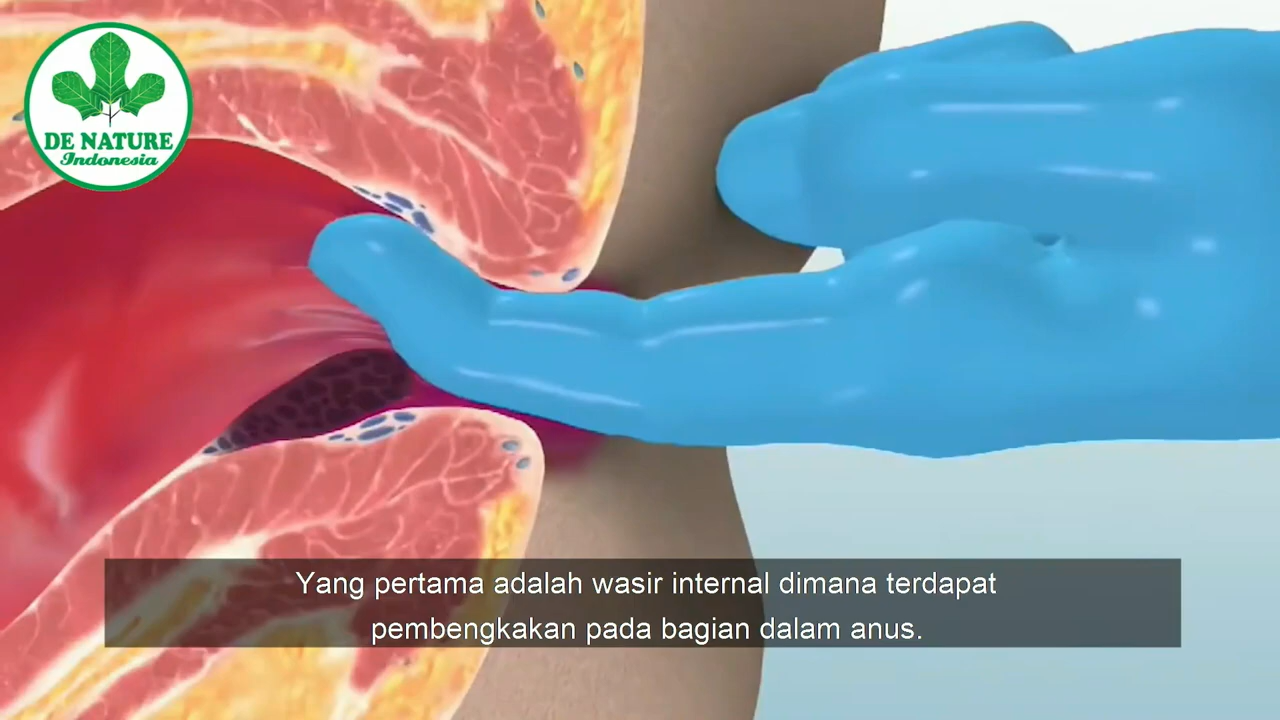 DE NATURE
Indonesia
Yang pertama adalah wasir internal dimana terdapat
pembengkakan pada bagian dalam anus.